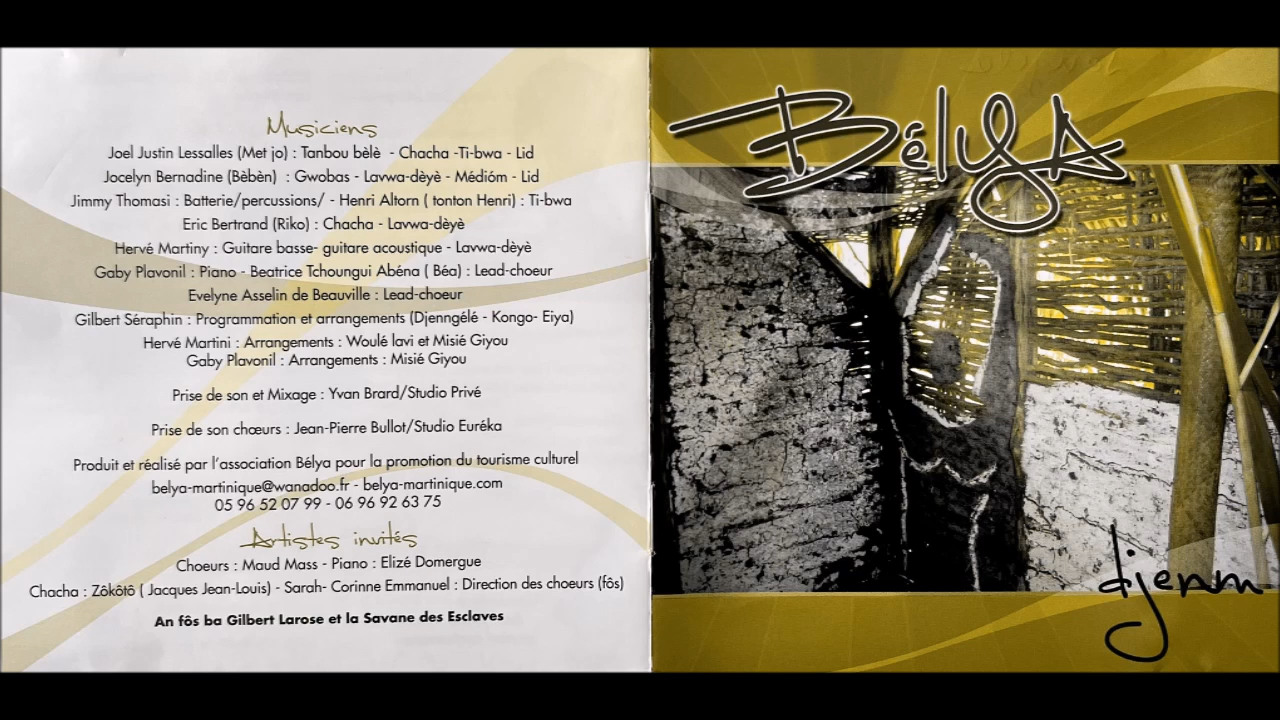 Musiciens
Joel Justin Lessalles (Met jo) : Tanbou bèlè - Chacha -Ti-bwa - Lid
Jocelyn Bernadine (Bèbèn) : Gwobas - Lavwa-dèyè - Médióm - Lid
Jimmy Thomasi : Batterie/percussions/ - Henri Altorn ( tonton Henri) : Ti-bwa
Eric Bertrand (Riko) : Chacha - Lavwa-dèyè
Hervé Martiny : Guitare basse- guitare acoustique - Lavwa-dèyè
Gaby Plavonil : Piano - Beatrice Tchoungui Abéna ( Béa) : Lead-choeur
Evelyne Asselin de Beauville : Lead-choeur
Gilbert Séraphin : Programmation et arrangements (Djenngélé - Kongo- Eiya)
Hervé Martini : Arrangements : Woulé lavi et Misié Giyou
Gaby Plavonil : Arrangements : Misié Giyou
Prise de son et Mixage : Yvan Brard/Studio Privé
Prise de son chœurs : Jean-Pierre Bullot/Studio Euréka
Produit et réalisé par l'association Bélya pour la promotion du tourisme culturel
belya-martinique@wanadoo.fr - belya-martinique.com
05 96 52 07 99 - 06 96 92 63 75
Artistes invités
Choeurs : Maud Mass - Piano : Elizé Domergue
Chacha : Zôkôtô ( Jacques Jean-Louis) - Sarah- Corinne Emmanuel : Direction des choeurs (fôs)
An fôs ba Gilbert Larose et la Savane des Esclaves
BélyA
djenm